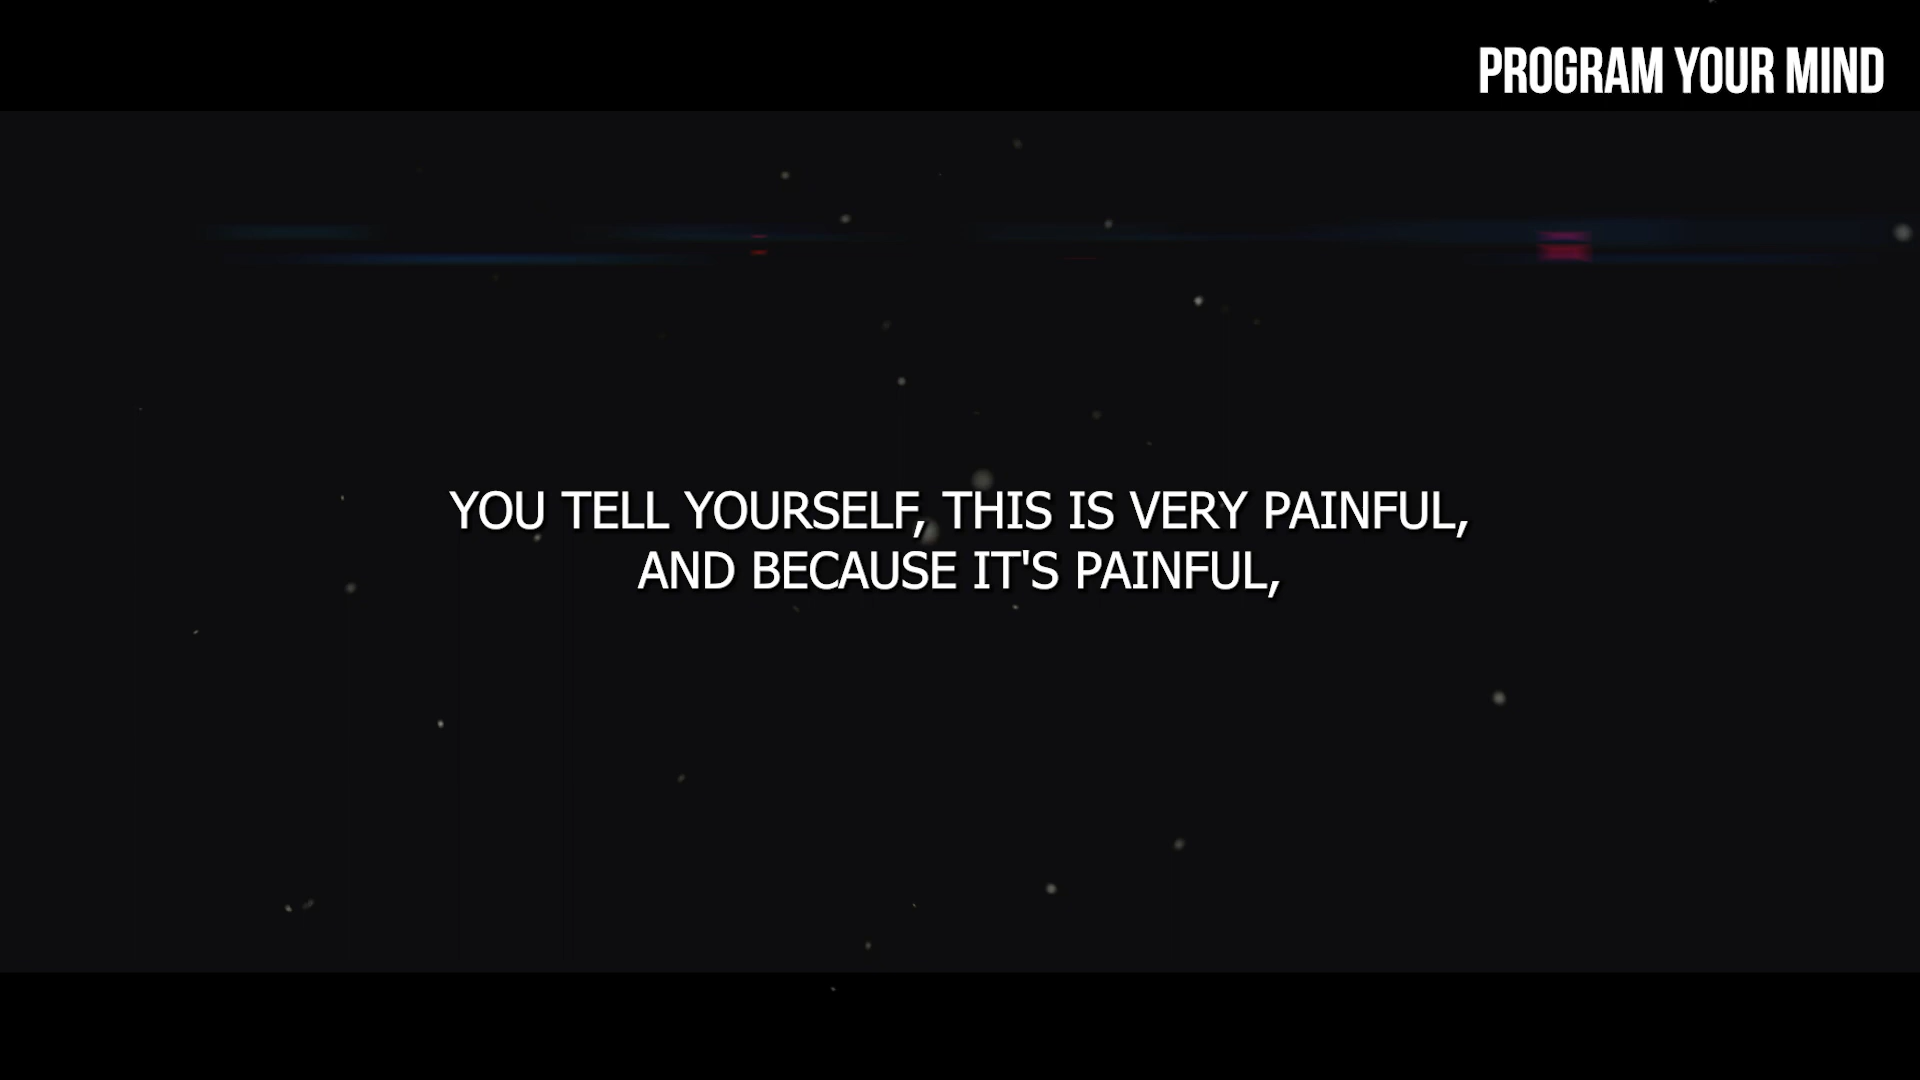 PROGRAM YOUR MIND
YOU TELL YOURSELF, THIS IS VERY PAINFUL,
AND BECAUSE IT'S PAINFUL,